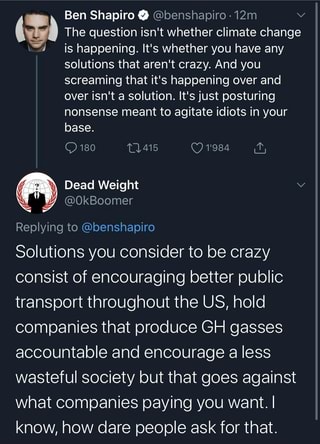 Ben Shapiro @benshapiro · 12m
The question isn't whether climate change
is happening. It's whether you have any
solutions that aren't crazy. And you
screaming that it's happening over and
over isn't a solution. It's just posturing
nonsense meant to agitate idiots in your
base.
180 415 1'984
Dead Weight
@OkBoomer
Replying to @benshapiro
Solutions you consider to be crazy
consist of encouraging better public
transport throughout the US, hold
companies that produce GH gasses
accountable and encourage a less
wasteful society but that goes against
what companies paying you want. I
know, how dare people ask for that.